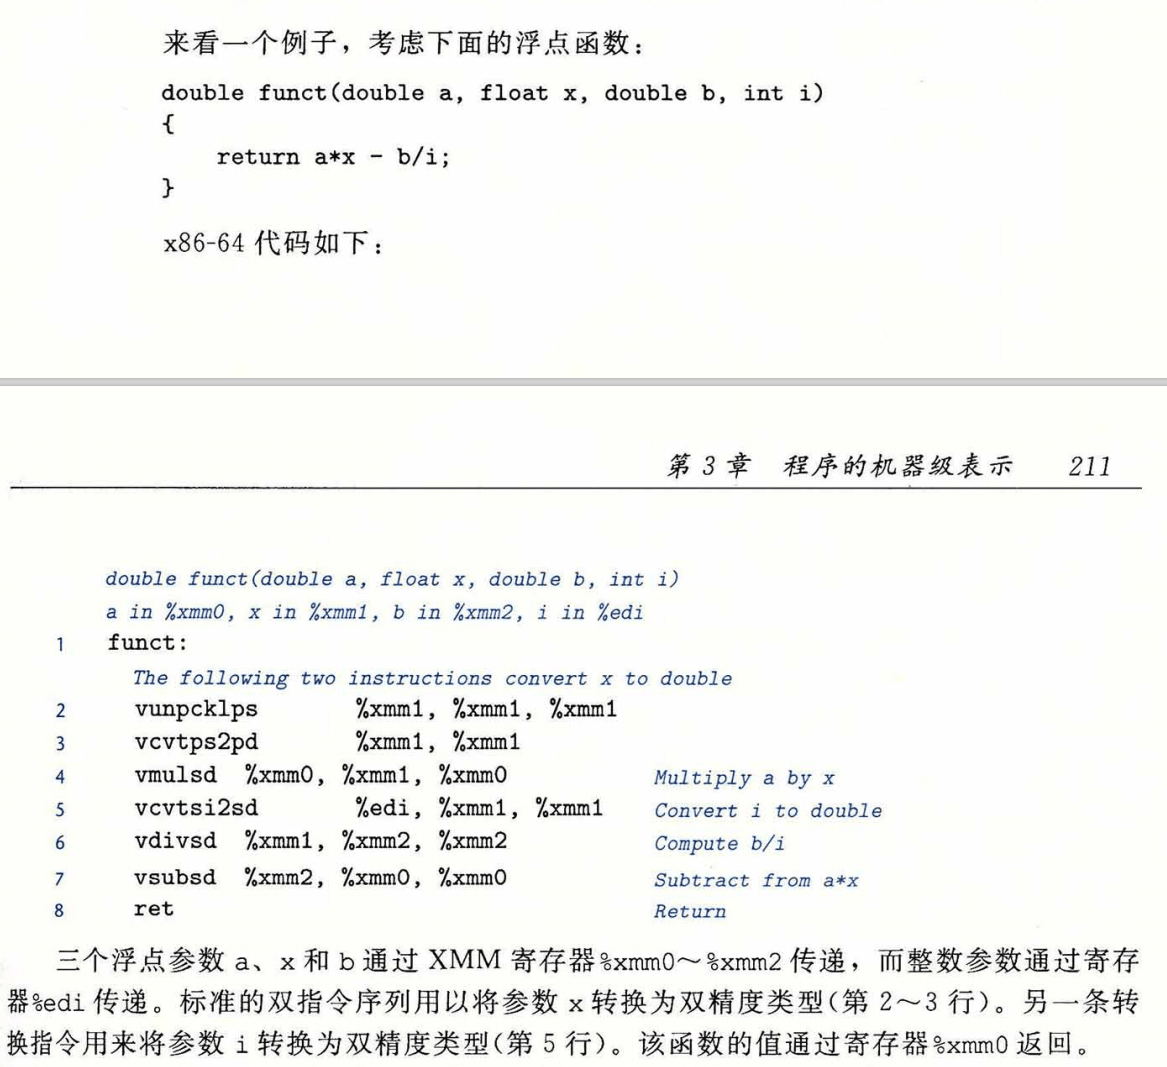 来看一个例子，考虑下面的浮点函数：
double funct(double a, float x, double b, int i)
{
    return a*x - b/i;
}
x86-64 代码如下：
第 3 章 程序的机器级表示 211
double funct(double a, float x, double b, int i)
a in %xmm0, x in %xmm1, b in %xmm2, i in %edi
1 funct:
The following two instructions convert x to double
2 vunpcklps %xmm1, %xmm1, %xmm1
3 vcvtps2pd %xmm1, %xmm1
4 vmulsd %xmm0, %xmm1, %xmm0 Multiply a by x
5 vcvtsi2sd %edi, %xmm1, %xmm1 Convert i to double
6 vdivsd %xmm1, %xmm2, %xmm2 Compute b/i
7 vsubsd %xmm2, %xmm0, %xmm0 Subtract from a*x
8 ret Return
三个浮点参数 a、x 和 b 通过 XMM 寄存器%xmm0～%xmm2 传递，而整数参数通过寄存
器%edi 传递。标准的双指令序列用以将参数 x 转换为双精度类型(第 2～3 行)。另一条转
换指令用来将参数 i 转换为双精度类型(第 5 行)。该函数的值通过寄存器%xmm0 返回。